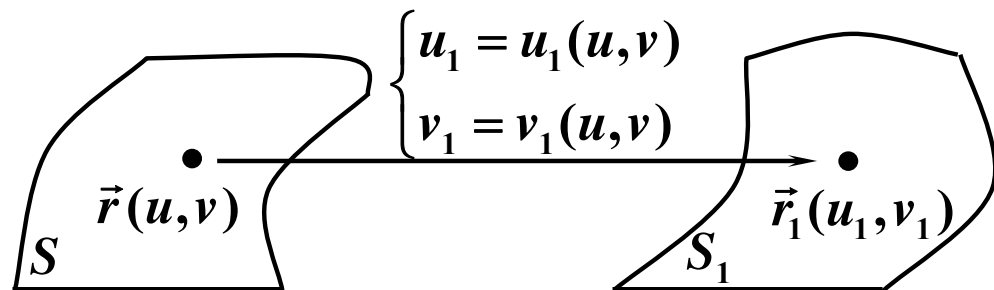 u₁ = u₁(u,v)
v₁ = v₁(u,v)
r⃗(u,v)
r⃗₁(u₁,v₁)
S
S₁